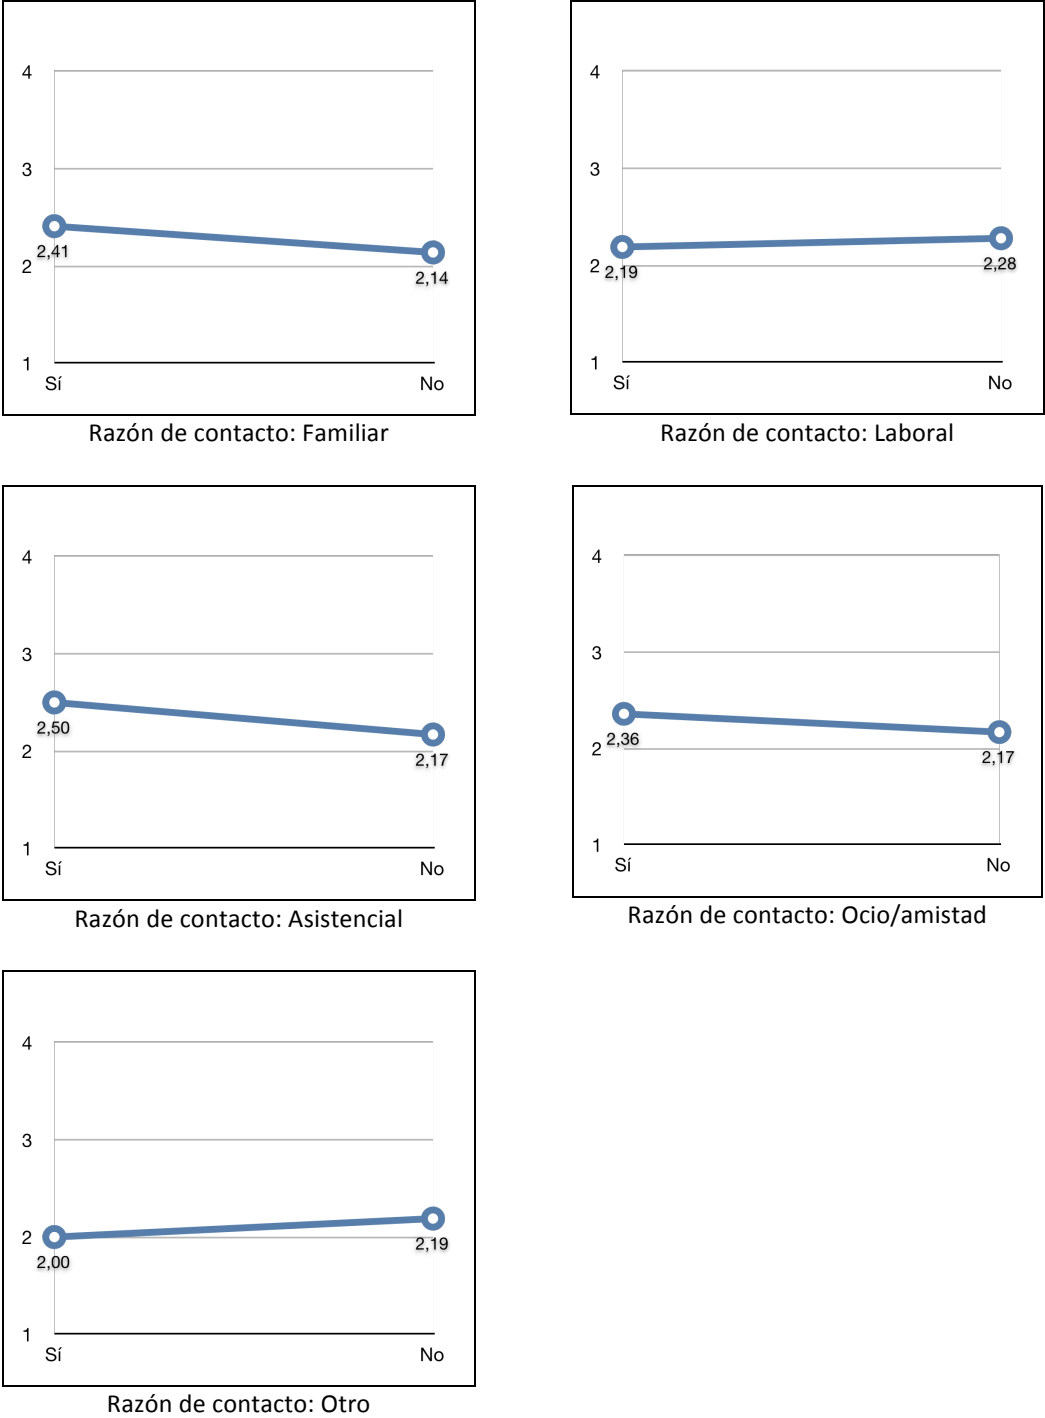 4
3
2,41
2
2,14
1
Sí No
Razón de contacto: Familiar
4
3
2 2,19
2,28
1
Sí No
Razón de contacto: Laboral
4
3
2,50
2
2,17
1
Sí No
Razón de contacto: Asistencial
4
3
2,36
2
2,17
1
Sí No
Razón de contacto: Ocio/amistad
4
3
2
2,00
2,19
1
Sí No
Razón de contacto: Otro